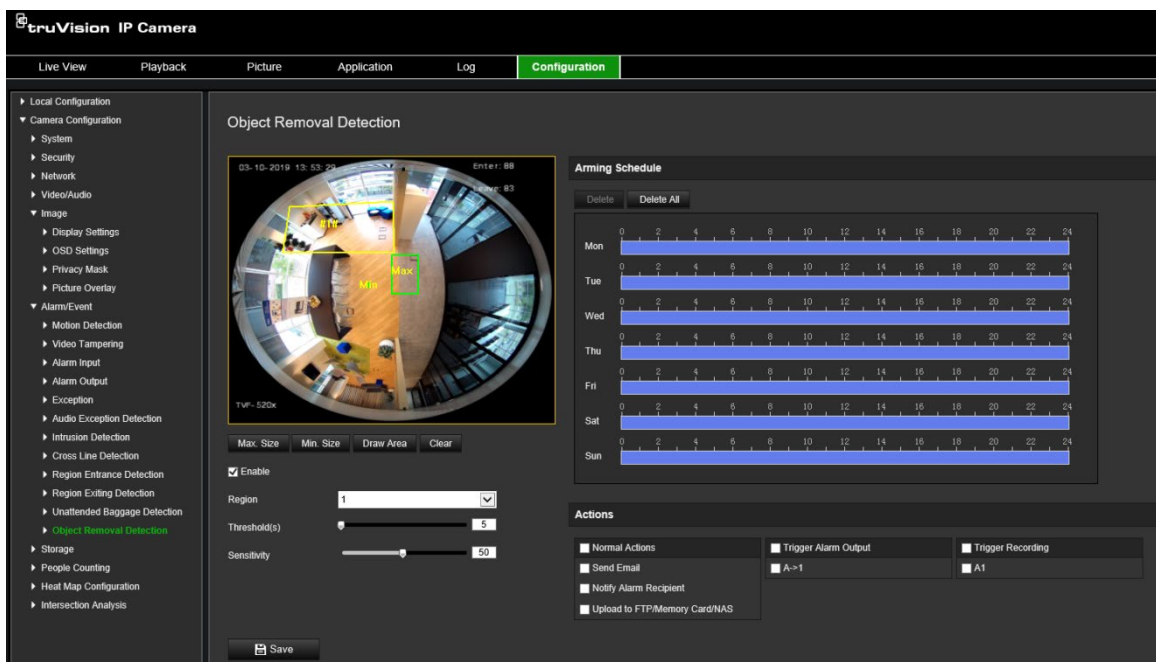 truVision IP Camera
Live View Playback Picture Application Log Configuration
Local Configuration
Camera Configuration
System
Security
Network
Video/Audio
Image
Display Settings
OSD Settings
Privacy Mask
Picture Overlay
Alarm/Event
Motion Detection
Video Tampering
Alarm Input
Alarm Output
Exception
Audio Exception Detection
Intrusion Detection
Cross Line Detection
Region Entrance Detection
Region Exiting Detection
Unattended Baggage Detection
Object Removal Detection
Storage
People Counting
Heat Map Configuration
Intersection Analysis
Object Removal Detection
03-10-2019 13:53:29 Enter: 88
Leave: 83
#1#
Max
Min
TVF-520x
Max. Size Min. Size Draw Area Clear
Enable
Region 1
Threshold(s) 5
Sensitivity 50
Save
Arming Schedule
Delete Delete All
0 2 4 6 8 10 12 14 16 18 20 22 24
Mon
0 2 4 6 8 10 12 14 16 18 20 22 24
Tue
0 2 4 6 8 10 12 14 16 18 20 22 24
Wed
0 2 4 6 8 10 12 14 16 18 20 22 24
Thu
0 2 4 6 8 10 12 14 16 18 20 22 24
Fri
0 2 4 6 8 10 12 14 16 18 20 22 24
Sat
0 2 4 6 8 10 12 14 16 18 20 22 24
Sun
Actions
Normal Actions Trigger Alarm Output Trigger Recording
Send Email A->1 A1
Notify Alarm Recipient
Upload to FTP/Memory Card/NAS